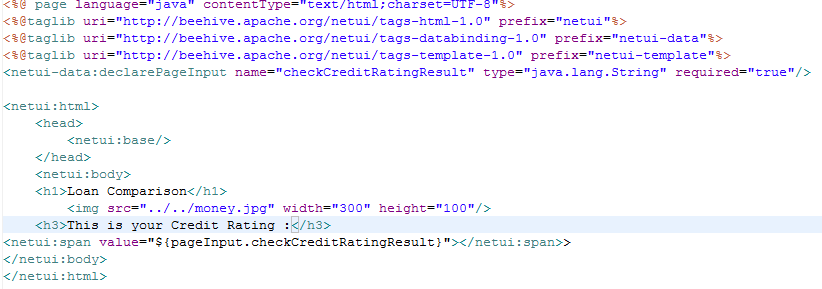 <%@ page language="java" contentType="text/html;charset=UTF-8"%>
<%@taglib uri="http://beehive.apache.org/netui/tags-html-1.0" prefix="netui"%>
<%@taglib uri="http://beehive.apache.org/netui/tags-databinding-1.0" prefix="netui-data"%>
<%@taglib uri="http://beehive.apache.org/netui/tags-template-1.0" prefix="netui-template"%>
<netui-data:declarePageInput name="checkCreditRatingResult" type="java.lang.String" required="true"/>
<netui:html>
<head>
<netui:base/>
</head>
<netui:body>
<h1>Loan Comparison</h1>
<img src="../../money.jpg" width="300" height="100"/>
<h3>This is your Credit Rating :</h3>
<netui:span value="${pageInput.checkCreditRatingResult}"></netui:span>>
</netui:body>
</netui:html>